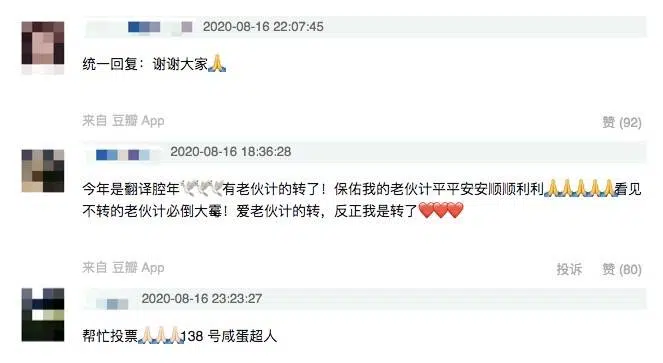 2020-08-16 22:07:45
统一回复：谢谢大家🙏
来自 豆瓣 App
赞 (92)
2020-08-16 18:36:28
今年是翻译腔年🕊🕊🕊有老伙计的转了！保佑我的老伙计平平安安顺顺利利🙏🙏🙏🙏🙏看见
不转的老伙计必倒大霉！爱老伙计的转，反正我是转了❤️❤️❤️
来自 豆瓣 App
投诉 赞 (80)
2020-08-16 23:23:27
帮忙投票🙏🙏🙏138 号咸蛋超人